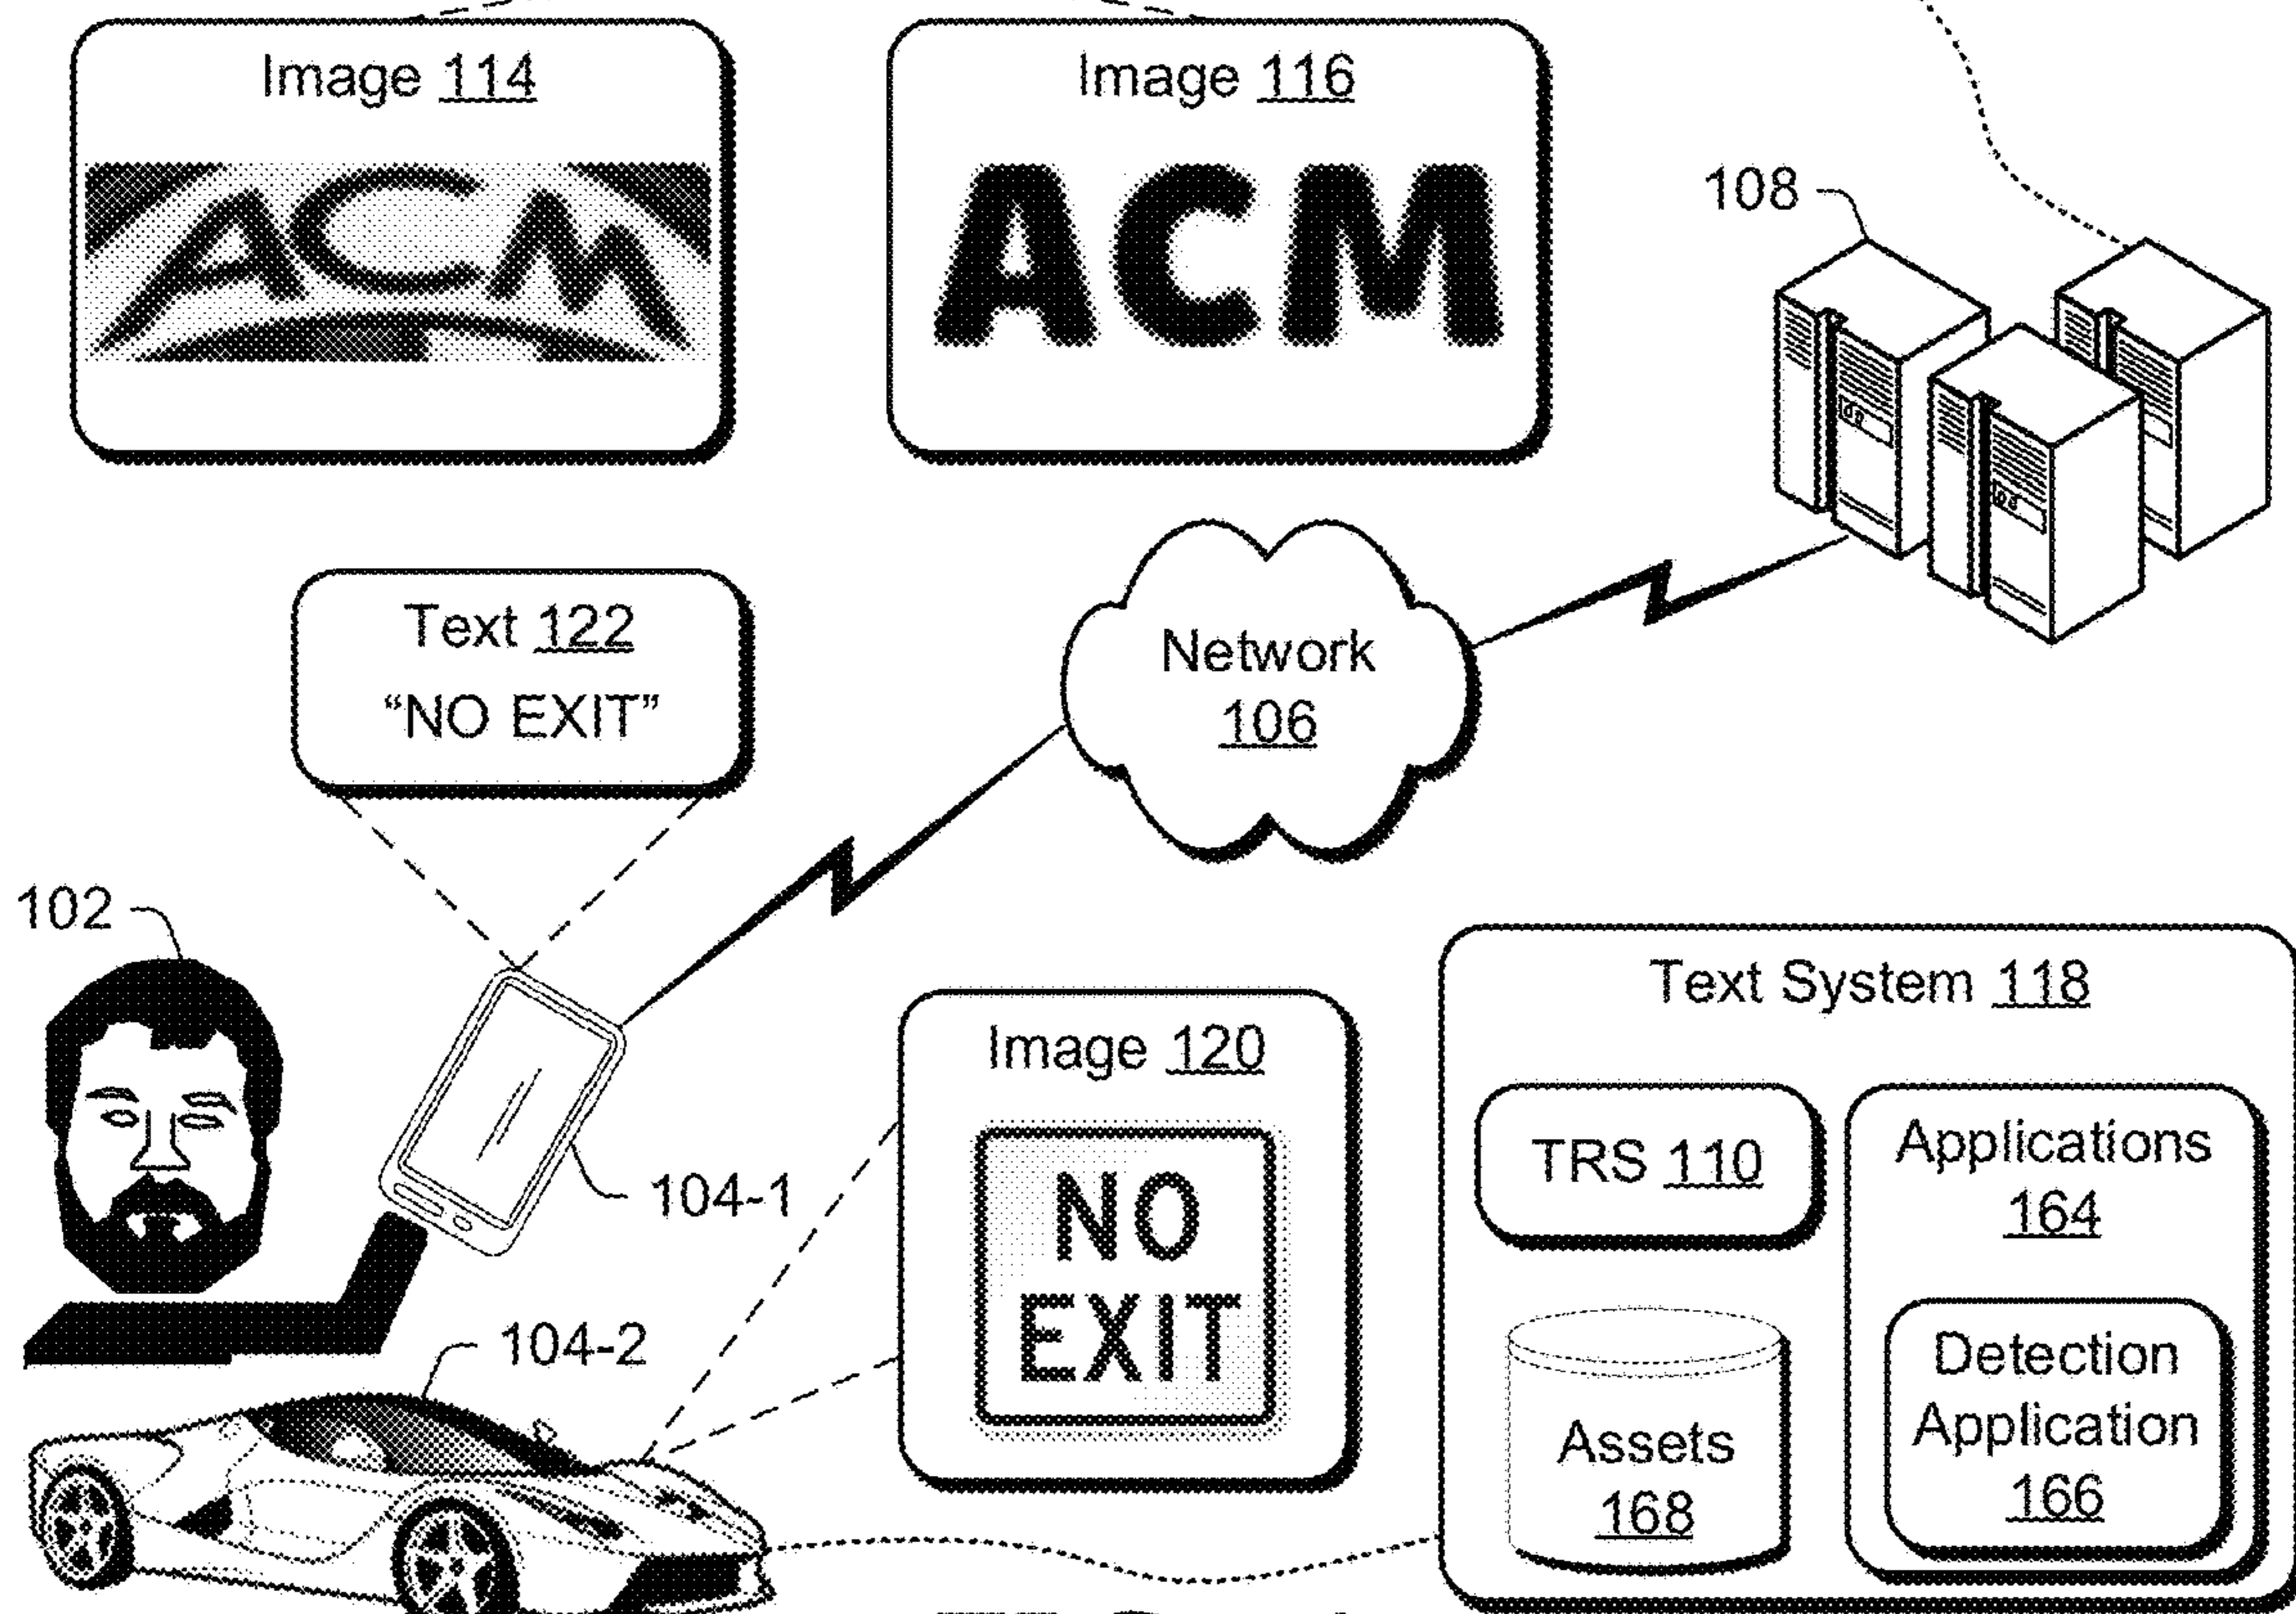 Image 114
ACM
Image 116
ACM
108
Text 122
“NO EXIT”
Network
106
102
104-1
104-2
Image 120
NO
EXIT
Text System 118
TRS 110
Applications
164
Detection
Application
166
Assets
168